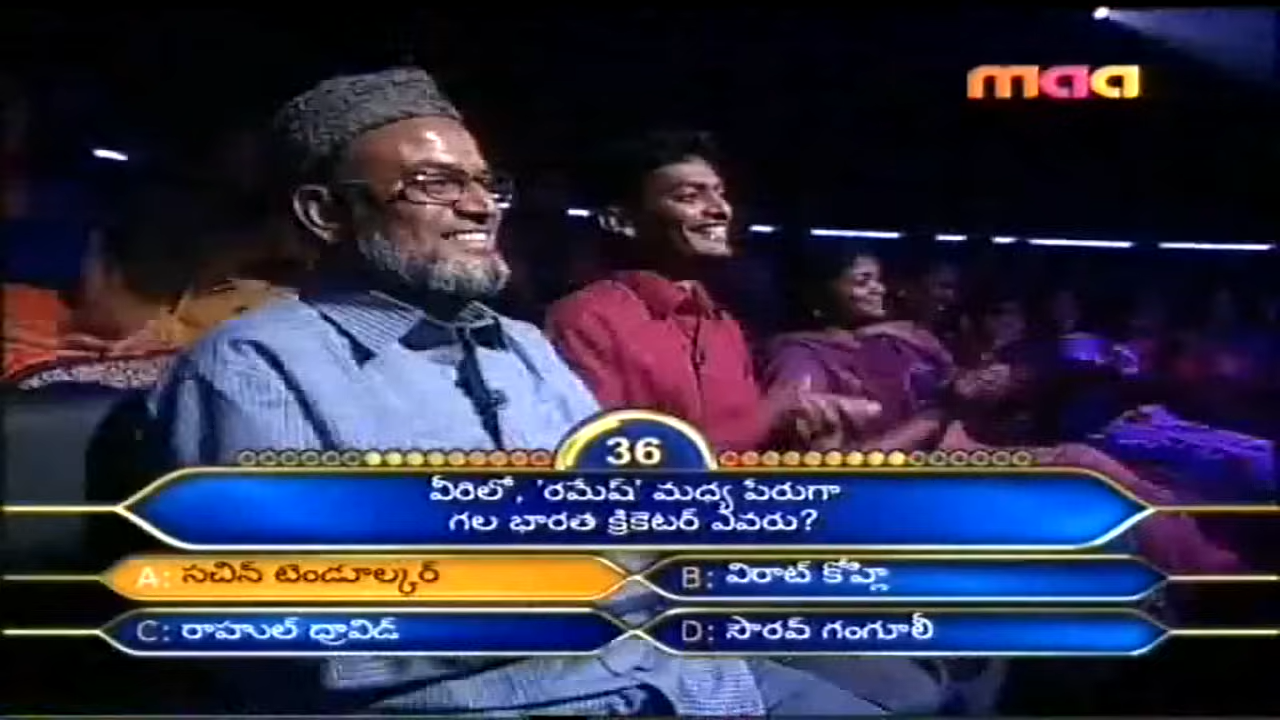 maa
36
వీరిలో, 'రమేష్' మధ్య పేరుగా
గల భారత క్రికెటర్ ఎవరు?
A: సచిన్ టెండూల్కర్
B: విరాట్ కోహ్లి
C: రాహుల్ ద్రావిడ్
D: సౌరవ్ గంగూలీ